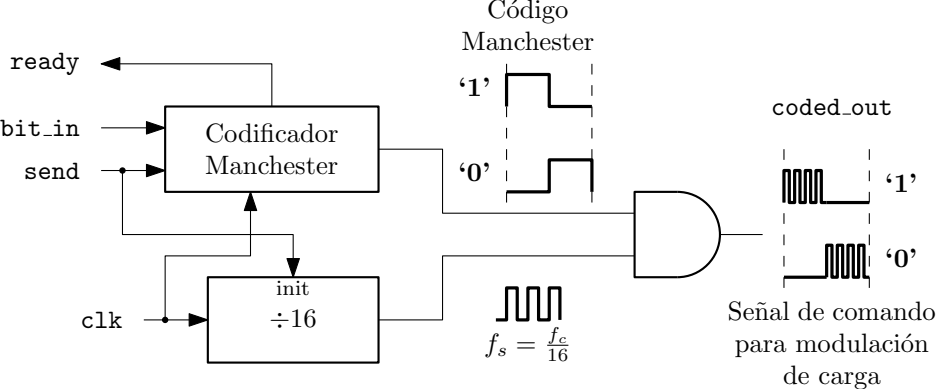 Código
Manchester
ready
‘1’
coded_out
bit_in
Codificador
Manchester
send
‘0’
‘1’
‘0’
init
÷16
clk
f_s = f_c/16
Señal de comando
para modulación
de carga